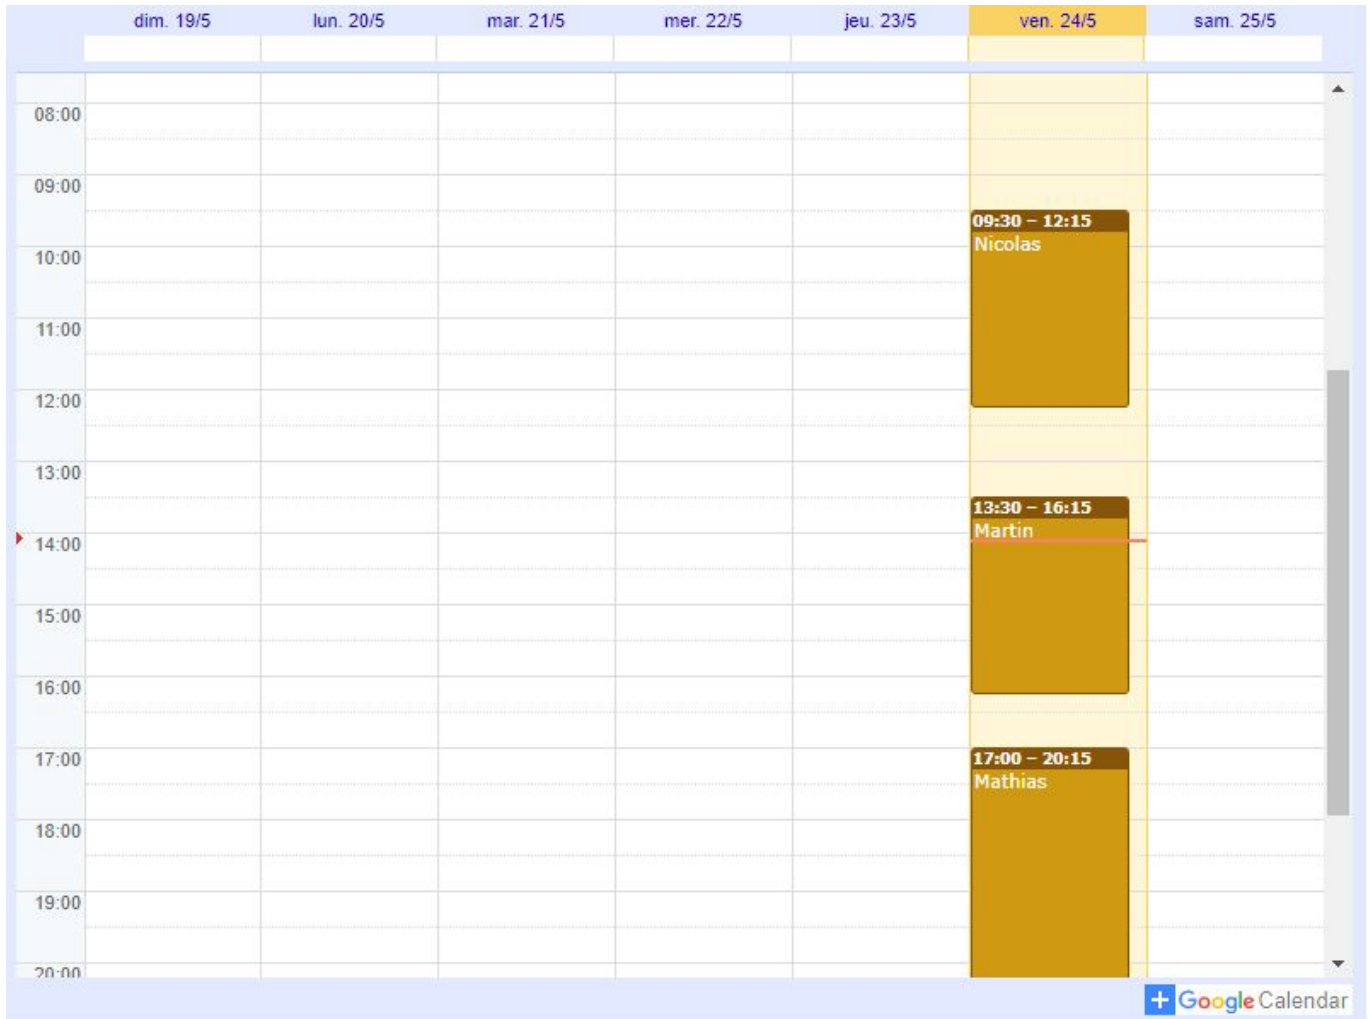 dim. 19/5 lun. 20/5 mar. 21/5 mer. 22/5 jeu. 23/5 ven. 24/5 sam. 25/5
08:00
09:00
09:30 – 12:15
Nicolas
10:00
11:00
12:00
13:00
13:30 – 16:15
Martin
14:00
15:00
16:00
17:00
17:00 – 20:15
Mathias
18:00
19:00
20:00
Google Calendar